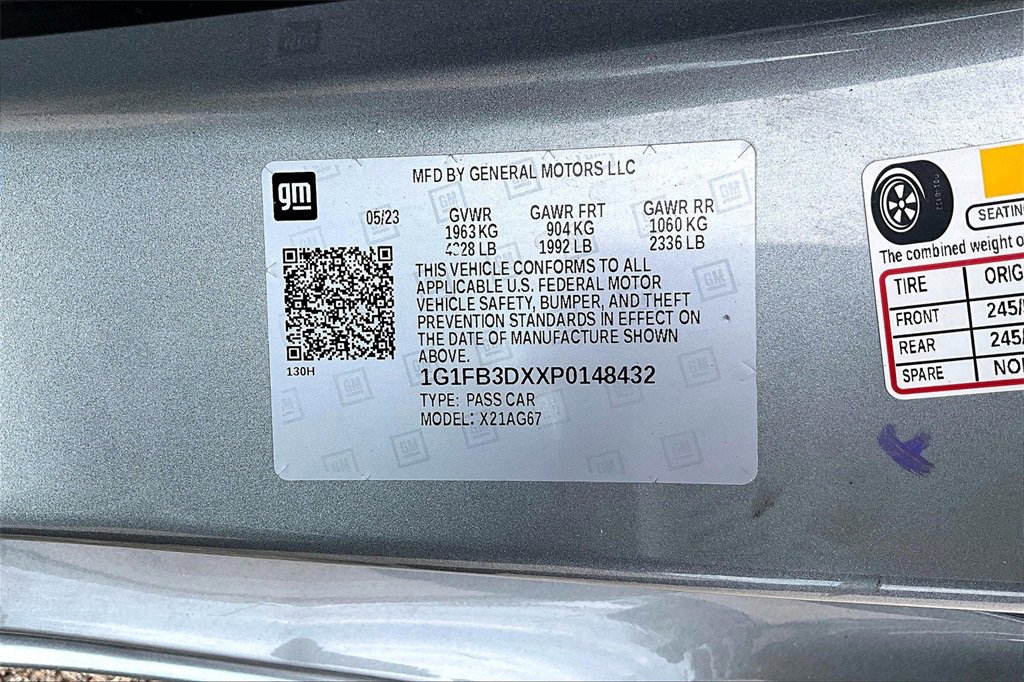 gm
MFD BY GENERAL MOTORS LLC
05/23
GVWR GAWR FRT GAWR RR
1963 KG 904 KG 1060 KG
4328 LB 1992 LB 2336 LB
THIS VEHICLE CONFORMS TO ALL
APPLICABLE U.S. FEDERAL MOTOR
VEHICLE SAFETY, BUMPER, AND THEFT
PREVENTION STANDARDS IN EFFECT ON
THE DATE OF MANUFACTURE SHOWN
ABOVE.
130H
1G1FB3DXXP0148432
TYPE: PASS CAR
MODEL: X21AG67
SEATIN
The combined weight o
TIRE ORIG
FRONT 245/
REAR 245/
SPARE NO